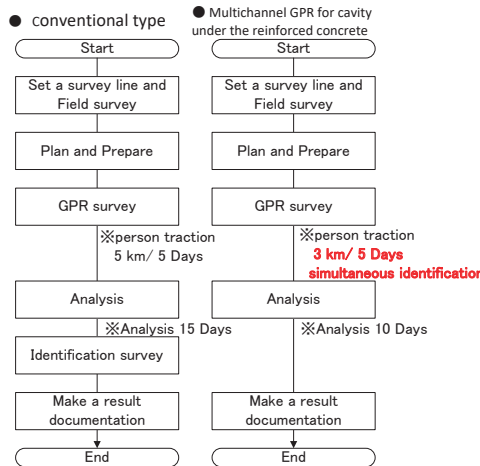 ● conventional type
Start
Set a survey line and
Field survey
Plan and Prepare
GPR survey
※person traction
5 km/ 5 Days
Analysis
※Analysis 15 Days
Identification survey
Make a result
documentation
End
● Multichannel GPR for cavity
under the reinforced concrete
Start
Set a survey line and
Field survey
Plan and Prepare
GPR survey
※person traction
3 km/ 5 Days
simultaneous identification
Analysis
※Analysis 10 Days
Make a result
documentation
End